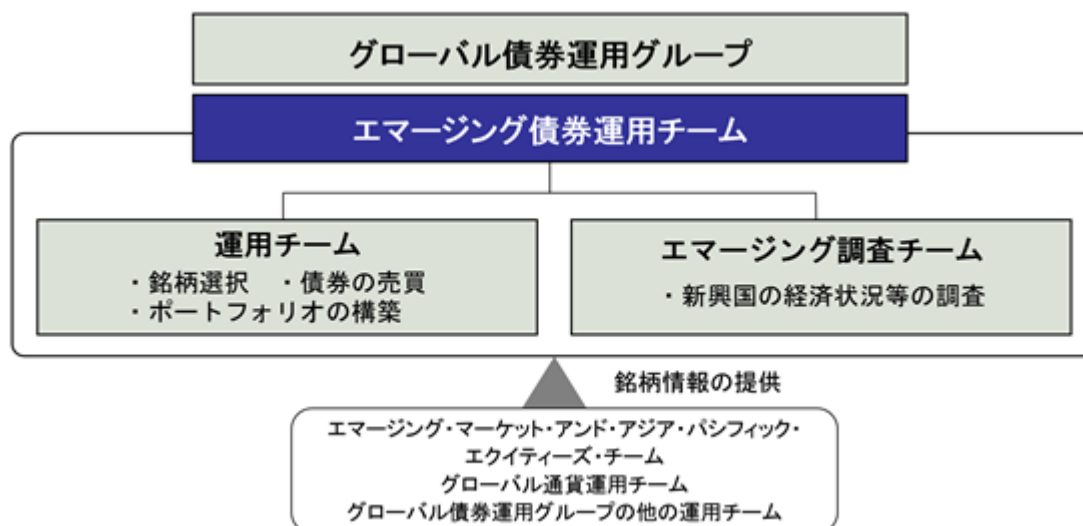 グローバル債券運用グループ
エマージング債券運用チーム
運用チーム
・銘柄選択　・債券の売買
・ポートフォリオの構築
エマージング調査チーム
・新興国の経済状況等の調査
銘柄情報の提供
エマージング・マーケット・アンド・アジア・パシフィック・
エクイティーズ・チーム
グローバル通貨運用チーム
グローバル債券運用グループの他の運用チーム